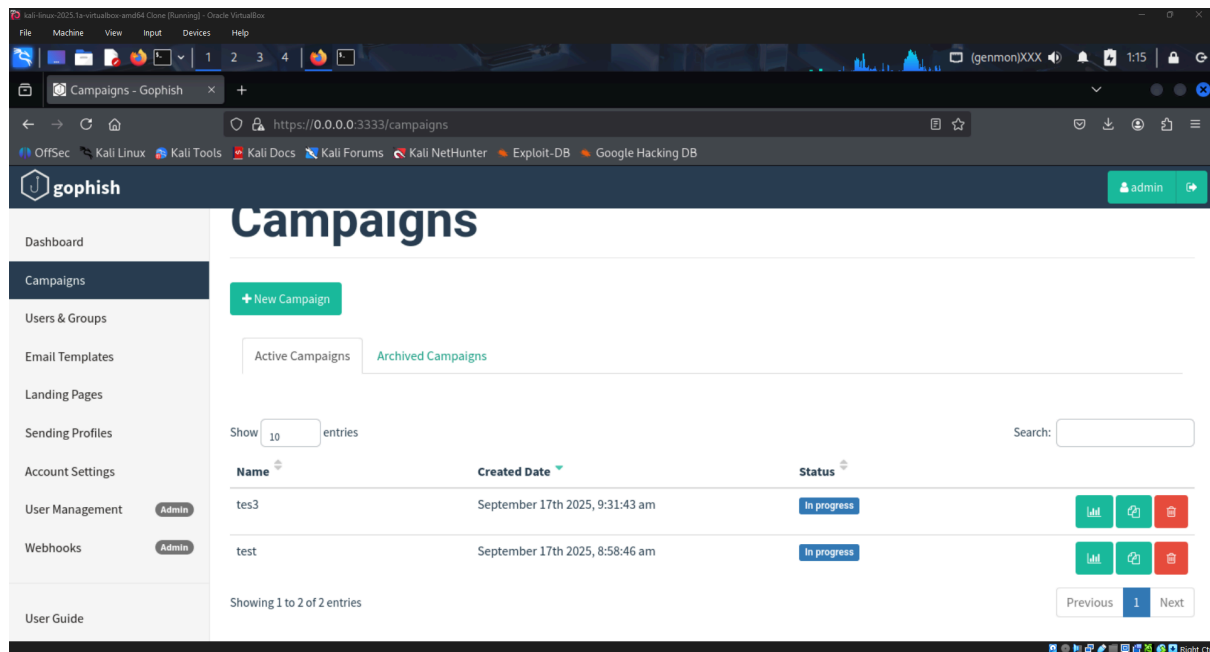 kali-linux-2025.1a-virtualbox-amd64 Clone [Running] - Oracle VirtualBox
File Machine View Input Devices Help
1 2 3 4 (genmon)XXX 1:15
Campaigns - Gophish
https://0.0.0.0:3333/campaigns
OffSec Kali Linux Kali Tools Kali Docs Kali Forums Kali NetHunter Exploit-DB Google Hacking DB
gophish admin
Campaigns
Dashboard
Campaigns
New Campaign
Users & Groups
Email Templates
Active Campaigns Archived Campaigns
Landing Pages
Sending Profiles
Show 10 entries Search:
Account Settings
Name Created Date Status
User Management Admin
tes3 September 17th 2025, 9:31:43 am In progress
Webhooks Admin
test September 17th 2025, 8:58:46 am In progress
Showing 1 to 2 of 2 entries Previous 1 Next
User Guide
Right Ct